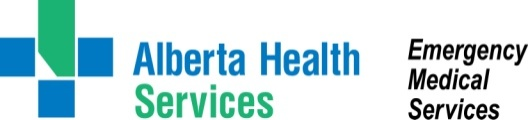 Alberta Health
Services
Emergency
Medical
Services